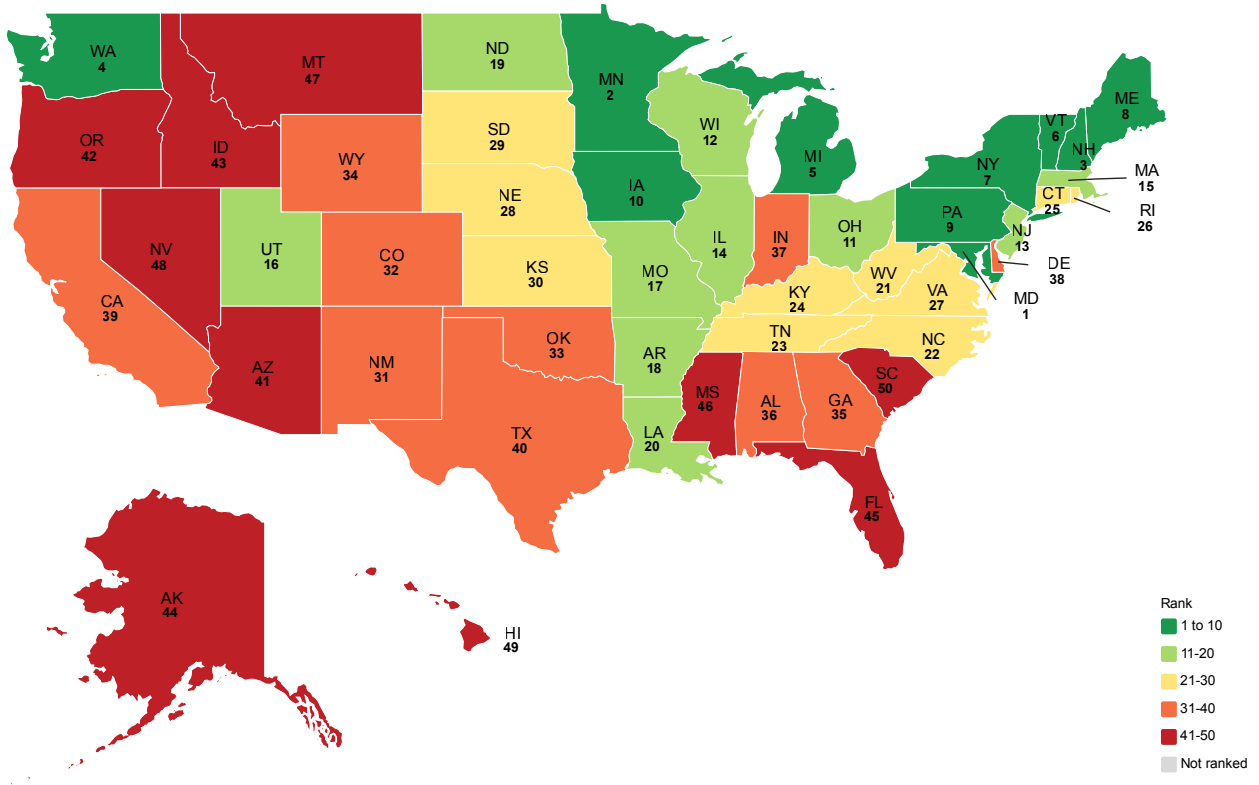 WA
4
MT
47
ND
19
MN
2
ME
8
VT
6
NH
3
OR
42
ID
43
SD
29
WI
12
MI
5
NY
7
MA
15
WY
34
NE
28
IA
10
PA
9
CT
25
RI
26
NV
48
UT
16
CO
32
KS
30
MO
17
IL
14
IN
37
OH
11
NJ
13
DE
38
MD
1
WV
21
VA
27
KY
24
CA
39
AZ
41
NM
31
OK
33
AR
18
TN
23
NC
22
SC
50
TX
40
LA
20
MS
46
AL
36
GA
35
FL
45
AK
44
HI
49
Rank
1 to 10
11-20
21-30
31-40
41-50
Not ranked